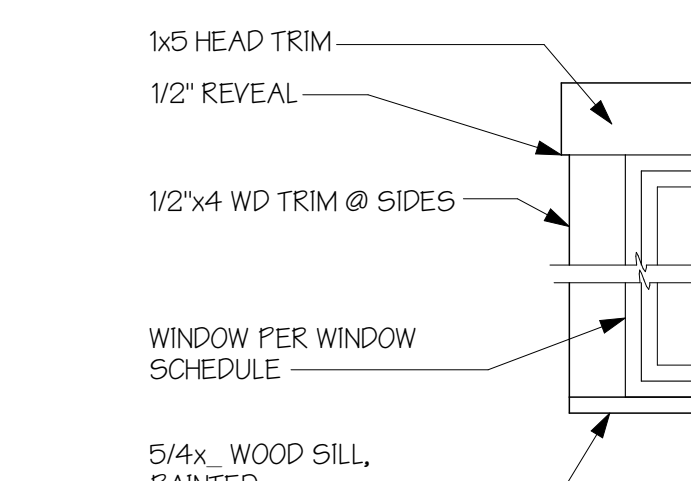 1x5 HEAD TRIM
1/2" REVEAL
1/2"x4 WD TRIM @ SIDES
WINDOW PER WINDOW
SCHEDULE
5/4x_ WOOD SILL,
PAINTED